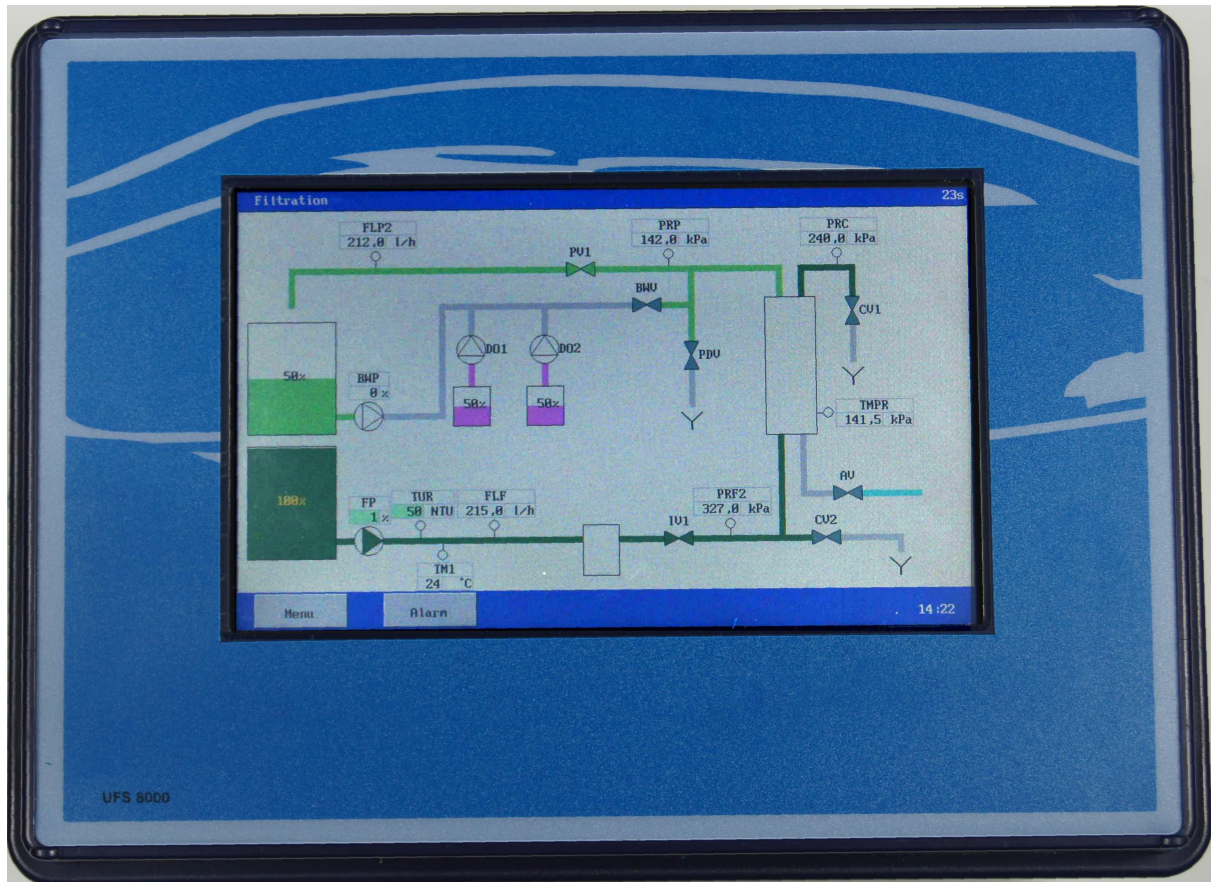 Filtration
23s
FLP2
212,0 l/h
PV1
PRP
142,0 kPa
PRC
240,0 kPa
BWV
CV1
DO1
DO2
PDV
50%
BWP
0 %
50%
50%
TMPR
141,5 kPa
AV
100%
FP
1 %
TUR
50 NTU
FLF
215,0 l/h
IV1
PRF2
327,0 kPa
CV2
TM1
24 °C
Menu
Alarm
14:22
UFS 8000